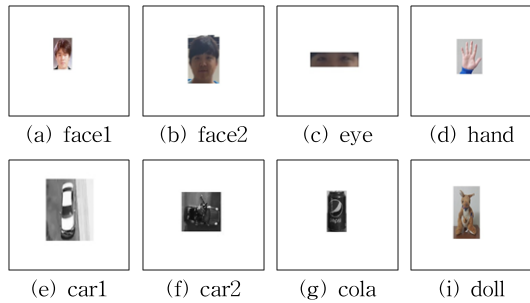 (a) face1
(b) face2
(c) eye
(d) hand
(e) car1
(f) car2
(g) cola
(i) doll